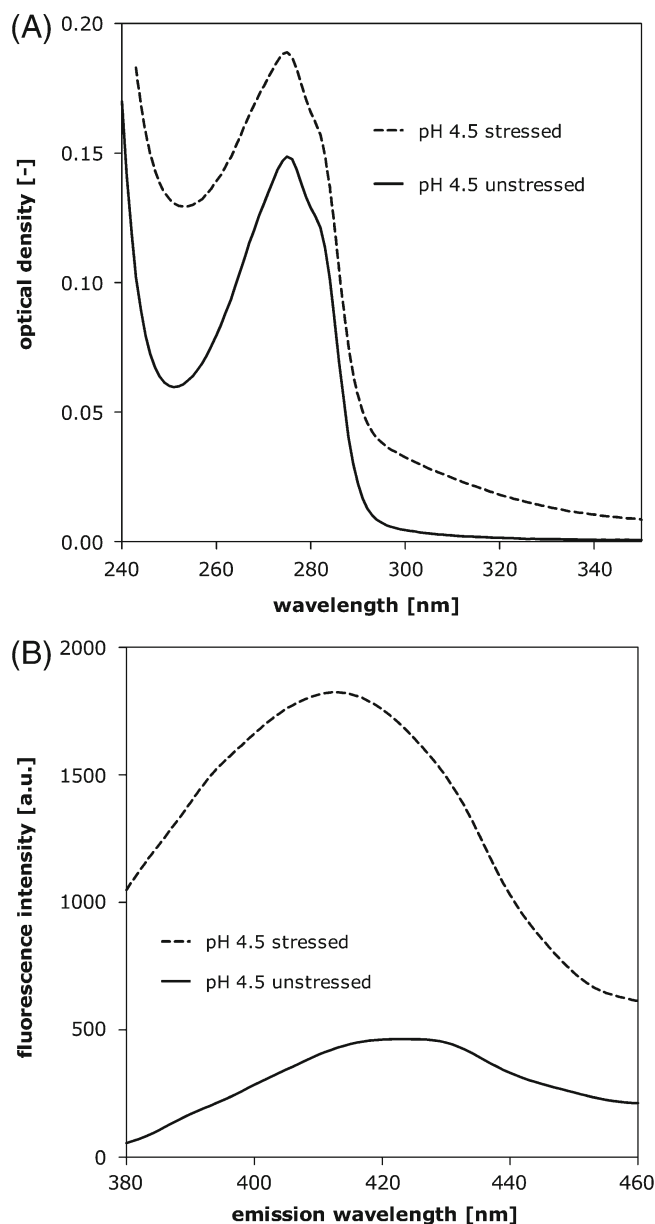 (A)
0.20
0.15
0.10
0.05
0.00
optical density [-]
pH 4.5 stressed
pH 4.5 unstressed
240 260 280 300 320 340
wavelength [nm]
(B)
2000
1500
1000
500
0
fluorescence intensity [a.u.]
pH 4.5 stressed
pH 4.5 unstressed
380 400 420 440 460
emission wavelength [nm]